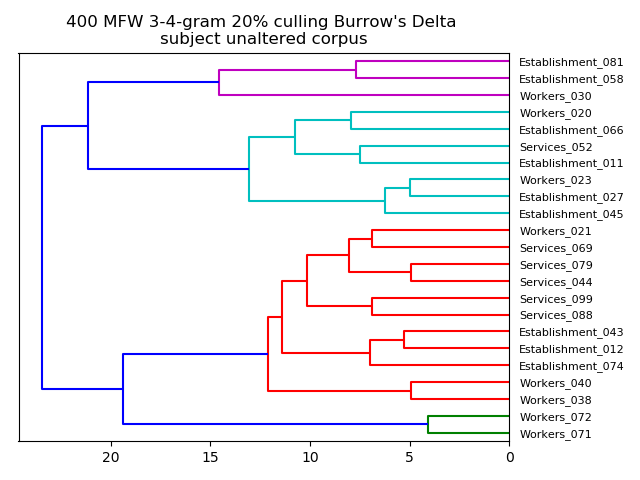 400 MFW 3-4-gram 20% culling Burrow's Delta
subject unaltered corpus
Establishment_081
Establishment_058
Workers_030
Workers_020
Establishment_066
Services_052
Establishment_011
Workers_023
Establishment_027
Establishment_045
Workers_021
Services_069
Services_079
Services_044
Services_099
Services_088
Establishment_043
Establishment_012
Establishment_074
Workers_040
Workers_038
Workers_072
Workers_071
20 15 10 5 0